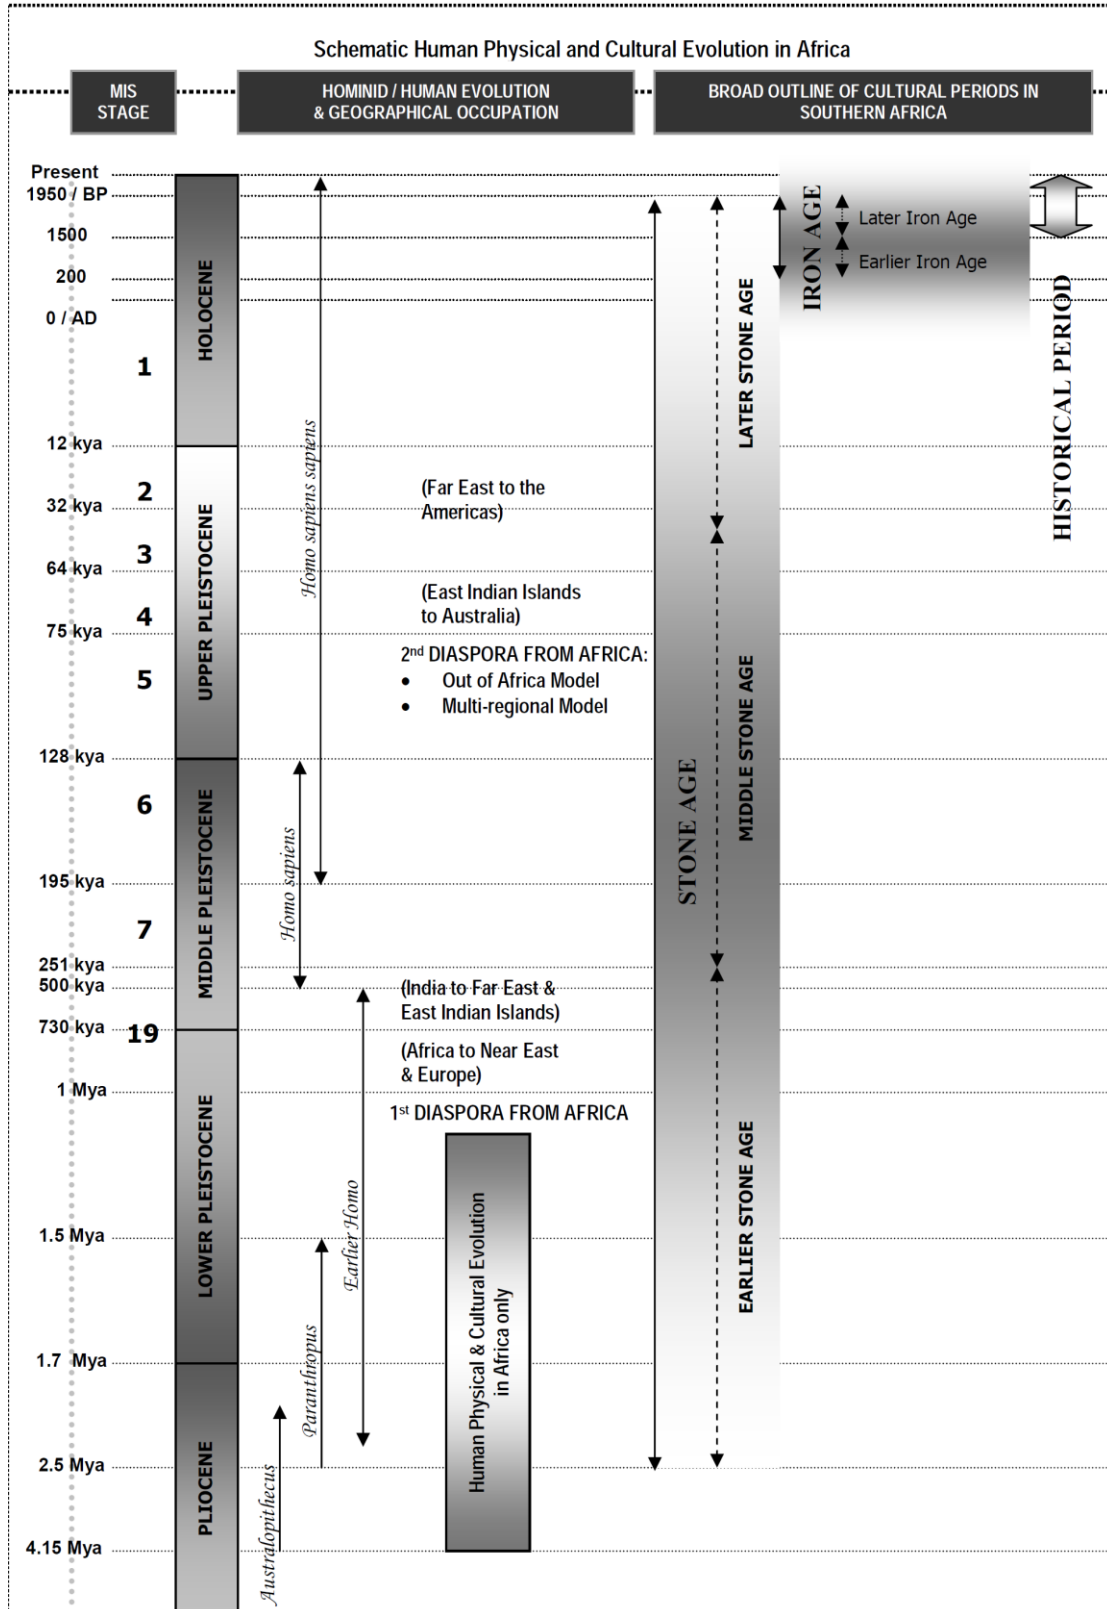 Schematic Human Physical and Cultural Evolution in Africa
MIS
STAGE
HOMINID / HUMAN EVOLUTION
& GEOGRAPHICAL OCCUPATION
BROAD OUTLINE OF CULTURAL PERIODS IN
SOUTHERN AFRICA
Present
1950 / BP
1500
200
0 / AD
12 kya
32 kya
64 kya
75 kya
128 kya
195 kya
251 kya
500 kya
730 kya
1 Mya
1.5 Mya
1.7 Mya
2.5 Mya
4.15 Mya
1
2
3
4
5
6
7
19
HOLOCENE
UPPER PLEISTOCENE
MIDDLE PLEISTOCENE
LOWER PLEISTOCENE
PLIOCENE
Homo sapiens sapiens
Homo sapiens
Earlier Homo
Paranthropus
Australopithecus
(Far East to the
Americas)
(East Indian Islands
to Australia)
2nd DIASPORA FROM AFRICA:
• Out of Africa Model
• Multi-regional Model
(India to Far East &
East Indian Islands)
(Africa to Near East
& Europe)
1st DIASPORA FROM AFRICA
Human Physical & Cultural Evolution
in Africa only
STONE AGE
LATER STONE AGE
MIDDLE STONE AGE
EARLIER STONE AGE
IRON AGE
Later Iron Age
Earlier Iron Age
HISTORICAL PERIOD